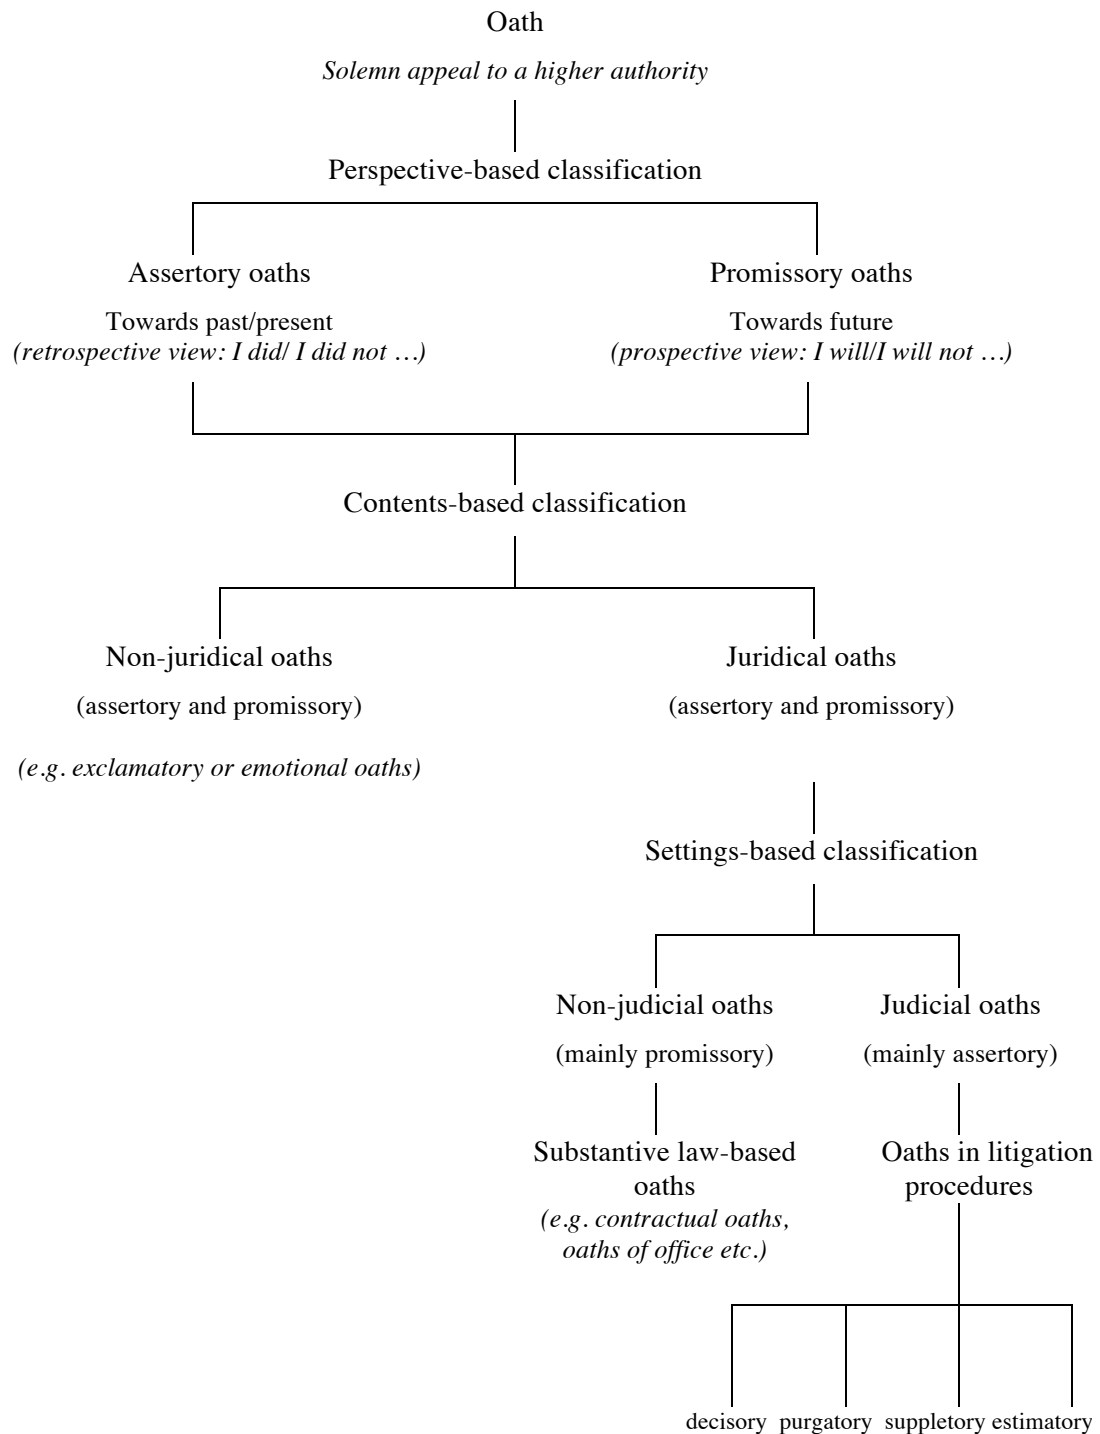 Oath
Solemn appeal to a higher authority
Perspective-based classification
Assertory oaths
Towards past/present
(retrospective view: I did/ I did not …)
Promissory oaths
Towards future
(prospective view: I will/I will not …)
Contents-based classification
Non-juridical oaths
(assertory and promissory)
(e.g. exclamatory or emotional oaths)
Juridical oaths
(assertory and promissory)
Settings-based classification
Non-judicial oaths
(mainly promissory)
Substantive law-based
oaths
(e.g. contractual oaths,
oaths of office etc.)
Judicial oaths
(mainly assertory)
Oaths in litigation
procedures
decisory purgatory suppletory estimatory